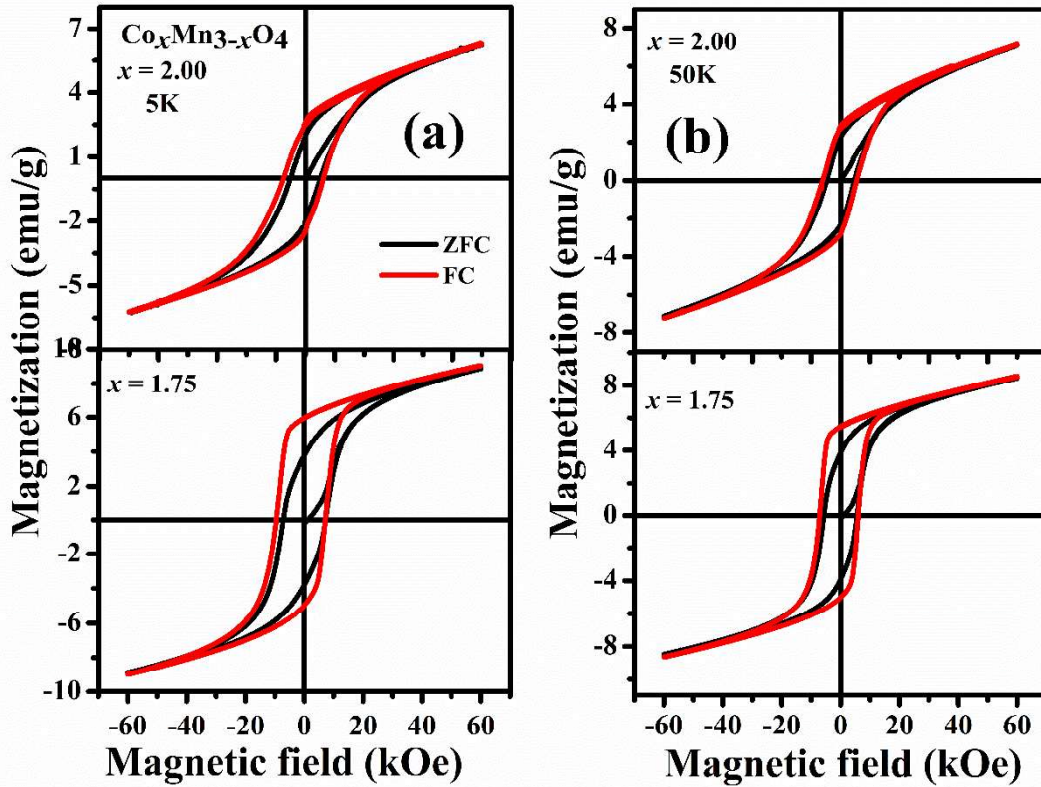 CoxMn3-xO4
x = 2.00
5K
(a)
ZFC
FC
7
4
1
-2
-5
-8
x = 1.75
10
6
2
-2
-6
-10
-60 -40 -20 0 20 40 60
Magnetization (emu/g)
Magnetic field (kOe)
x = 2.00
50K
(b)
8
4
0
-4
-8
x = 1.75
8
4
0
-4
-8
-60 -40 -20 0 20 40 60
Magnetization (emu/g)
Magnetic field (kOe)